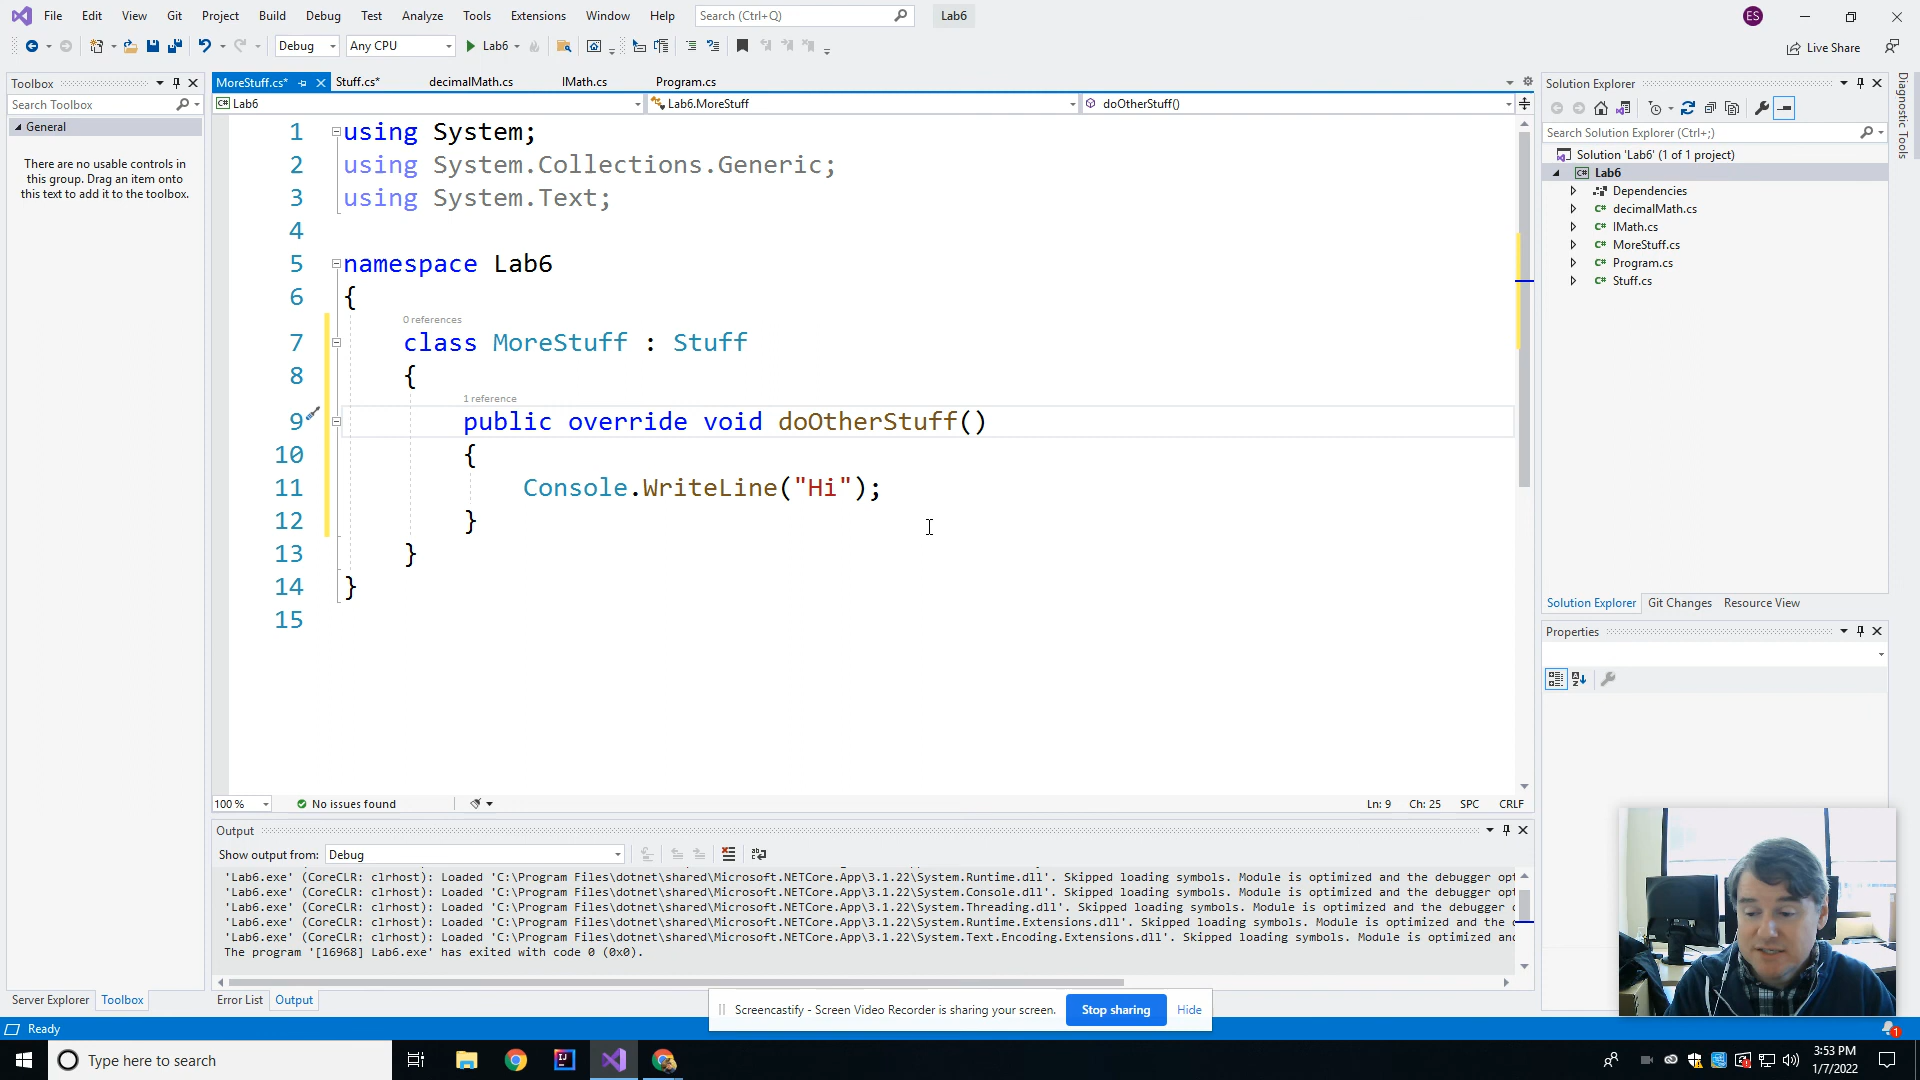 File Edit View Git Project Build Debug Test Analyze Tools Extensions Window Help Search (Ctrl+Q) Lab6
ES
Debug Any CPU Lab6 Live Share
Toolbox
Search Toolbox
General
There are no usable controls in
this group. Drag an item onto
this text to add it to the toolbox.
Server Explorer Toolbox
MoreStuff.cs* Stuff.cs* decimalMath.cs IMath.cs Program.cs
Lab6 Lab6.MoreStuff doOtherStuff()
1 using System;
2 using System.Collections.Generic;
3 using System.Text;
4
5 namespace Lab6
6 {
0 references
7 class MoreStuff : Stuff
8 {
1 reference
9 public override void doOtherStuff()
10 {
11 Console.WriteLine("Hi");
12 }
13 }
14 }
15
100 % No issues found Ln: 9 Ch: 25 SPC CRLF
Output
Show output from: Debug
'Lab6.exe' (CoreCLR: clrhost): Loaded 'C:\Program Files\dotnet\shared\Microsoft.NETCore.App\3.1.22\System.Runtime.dll'. Skipped loading symbols. Module is optimized and the debugger opt
'Lab6.exe' (CoreCLR: clrhost): Loaded 'C:\Program Files\dotnet\shared\Microsoft.NETCore.App\3.1.22\System.Console.dll'. Skipped loading symbols. Module is optimized and the debugger opt
'Lab6.exe' (CoreCLR: clrhost): Loaded 'C:\Program Files\dotnet\shared\Microsoft.NETCore.App\3.1.22\System.Threading.dll'. Skipped loading symbols. Module is optimized and the debugger
'Lab6.exe' (CoreCLR: clrhost): Loaded 'C:\Program Files\dotnet\shared\Microsoft.NETCore.App\3.1.22\System.Runtime.Extensions.dll'. Skipped loading symbols. Module is optimized and the
'Lab6.exe' (CoreCLR: clrhost): Loaded 'C:\Program Files\dotnet\shared\Microsoft.NETCore.App\3.1.22\System.Text.Encoding.Extensions.dll'. Skipped loading symbols. Module is optimized an
The program '[16968] Lab6.exe' has exited with code 0 (0x0).
Error List Output
Solution Explorer
Search Solution Explorer (Ctrl+;)
Solution 'Lab6' (1 of 1 project)
Lab6
Dependencies
decimalMath.cs
IMath.cs
MoreStuff.cs
Program.cs
Stuff.cs
Solution Explorer Git Changes Resource View
Properties
Diagnostic Tools
Screencastify - Screen Video Recorder is sharing your screen. Stop sharing Hide
Ready
1
Type here to search
3:53 PM
1/7/2022